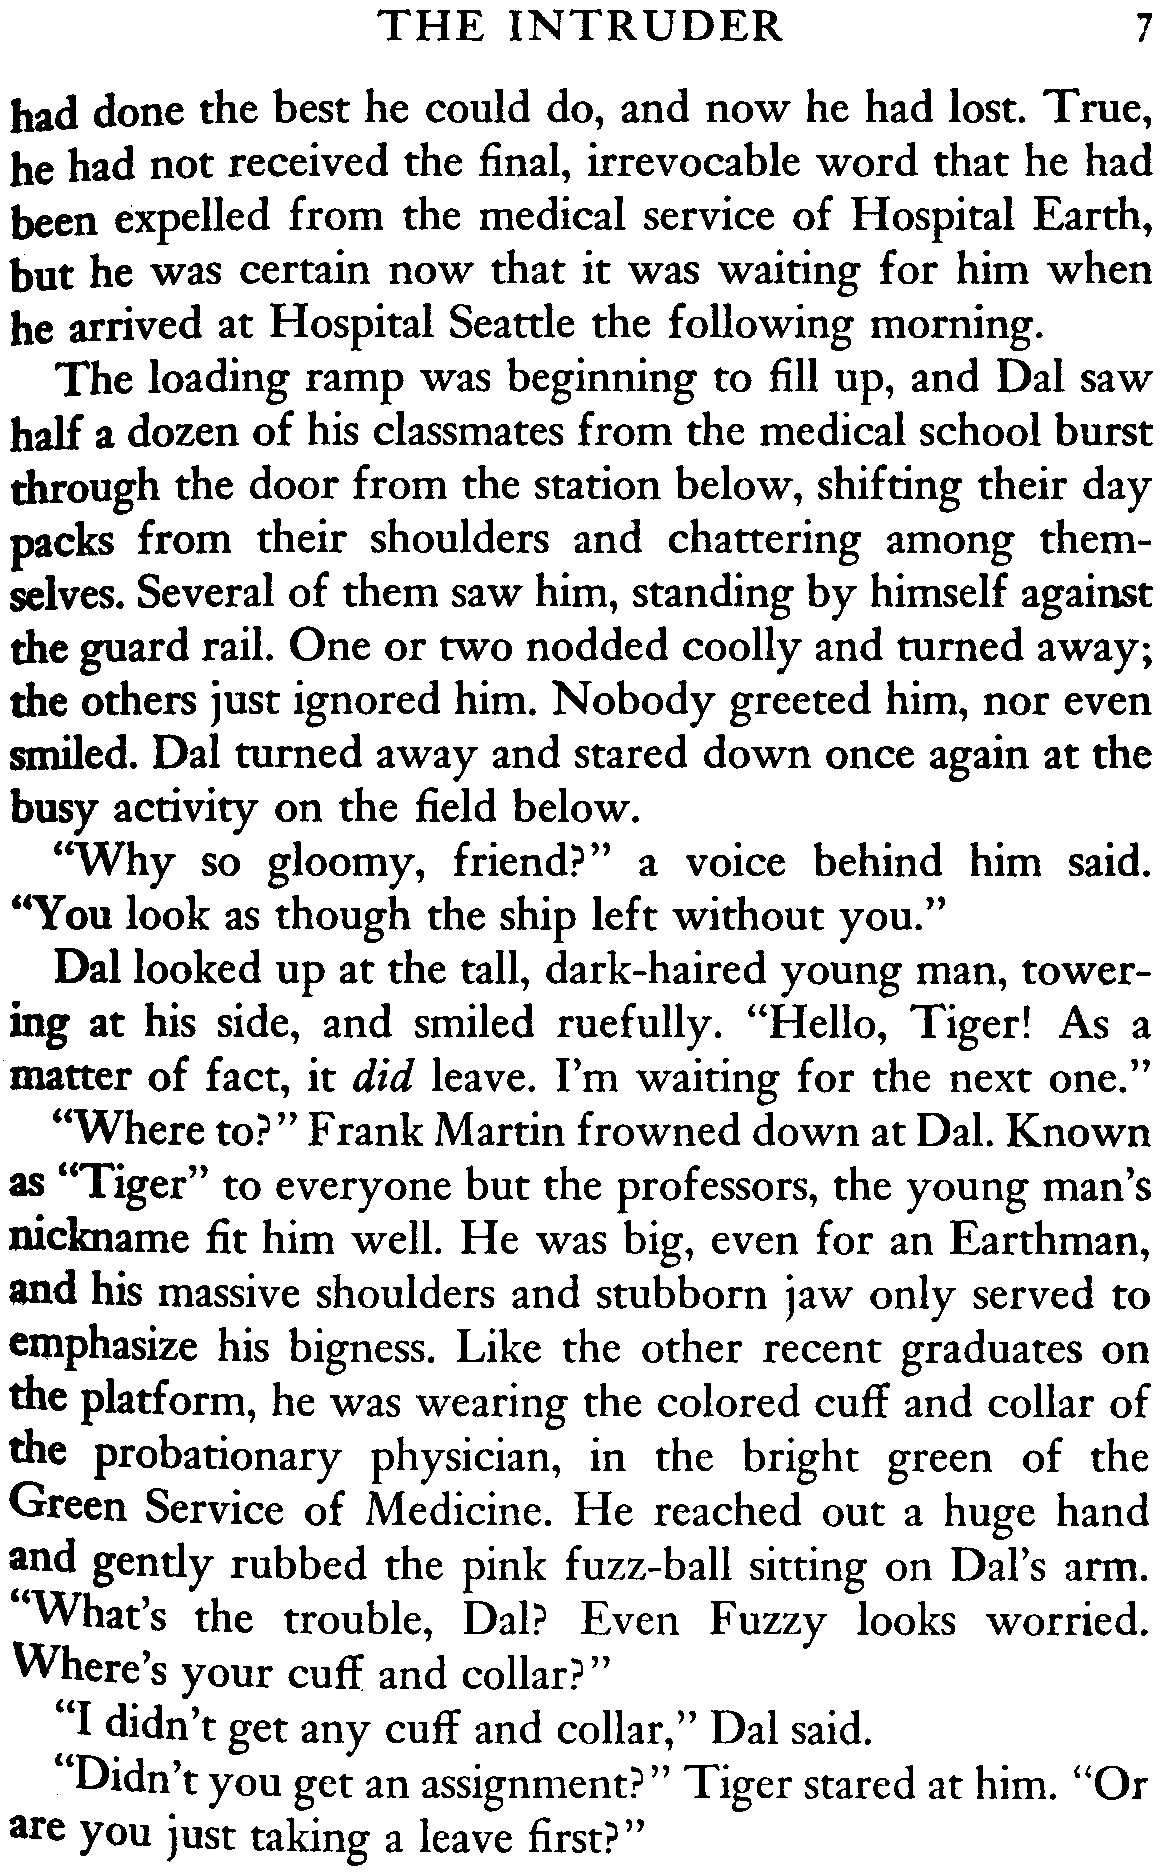 THE INTRUDER 7
had done the best he could do, and now he had lost. True,
he had not received the final, irrevocable word that he had
been expelled from the medical service of Hospital Earth,
but he was certain now that it was waiting for him when
he arrived at Hospital Seattle the following morning.
The loading ramp was beginning to fill up, and Dal saw
half a dozen of his classmates from the medical school burst
through the door from the station below, shifting their day
packs from their shoulders and chattering among them-
selves. Several of them saw him, standing by himself against
the guard rail. One or two nodded coolly and turned away;
the others just ignored him. Nobody greeted him, nor even
smiled. Dal turned away and stared down once again at the
busy activity on the field below.
"Why so gloomy, friend?" a voice behind him said.
"You look as though the ship left without you."
Dal looked up at the tall, dark-haired young man, tower-
ing at his side, and smiled ruefully. "Hello, Tiger! As a
matter of fact, it did leave. I'm waiting for the next one."
"Where to?" Frank Martin frowned down at Dal. Known
as "Tiger" to everyone but the professors, the young man's
nickname fit him well. He was big, even for an Earthman,
and his massive shoulders and stubborn jaw only served to
emphasize his bigness. Like the other recent graduates on
the platform, he was wearing the colored cuff and collar of
the probationary physician, in the bright green of the
Green Service of Medicine. He reached out a huge hand
and gently rubbed the pink fuzz-ball sitting on Dal's arm.
"What's the trouble, Dal? Even Fuzzy looks worried.
Where's your cuff and collar?"
"I didn't get any cuff and collar," Dal said.
"Didn't you get an assignment?" Tiger stared at him. "Or
are you just taking a leave first?"